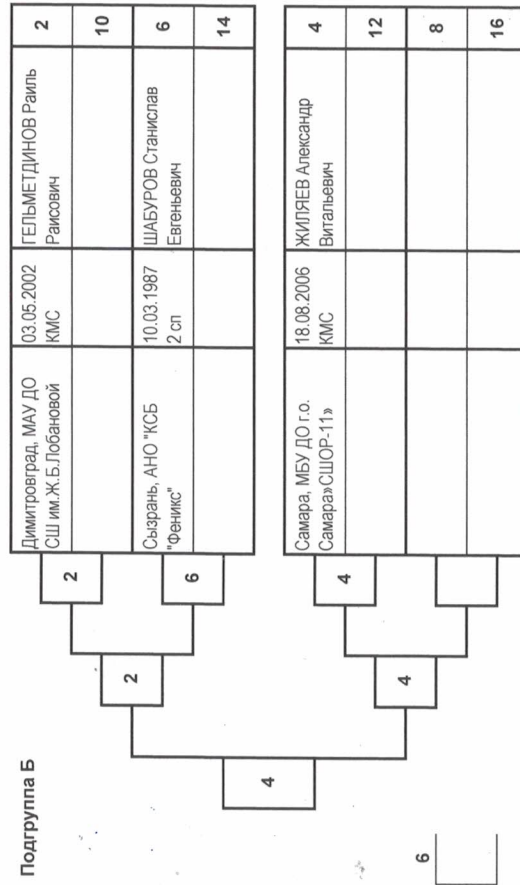 Подгруппа Б
2
ГЕЛЬМЕТДИНОВ Раиль
Раисович
03.05.2002
КМС
Димитровград, МАУ ДО
СШ им.Ж.Б.Лобановой
10
6
ШАБУРОВ Станислав
Евгеньевич
10.03.1987
2 сп
Сызрань, АНО "КСБ
"Феникс"
14
4
ЖИЛЯЕВ Александр
Витальевич
18.08.2006
КМС
Самара, МБУ ДО г.о.
Самара»СШОР-11»
12
8
16
2
6
4
2
4
4
6